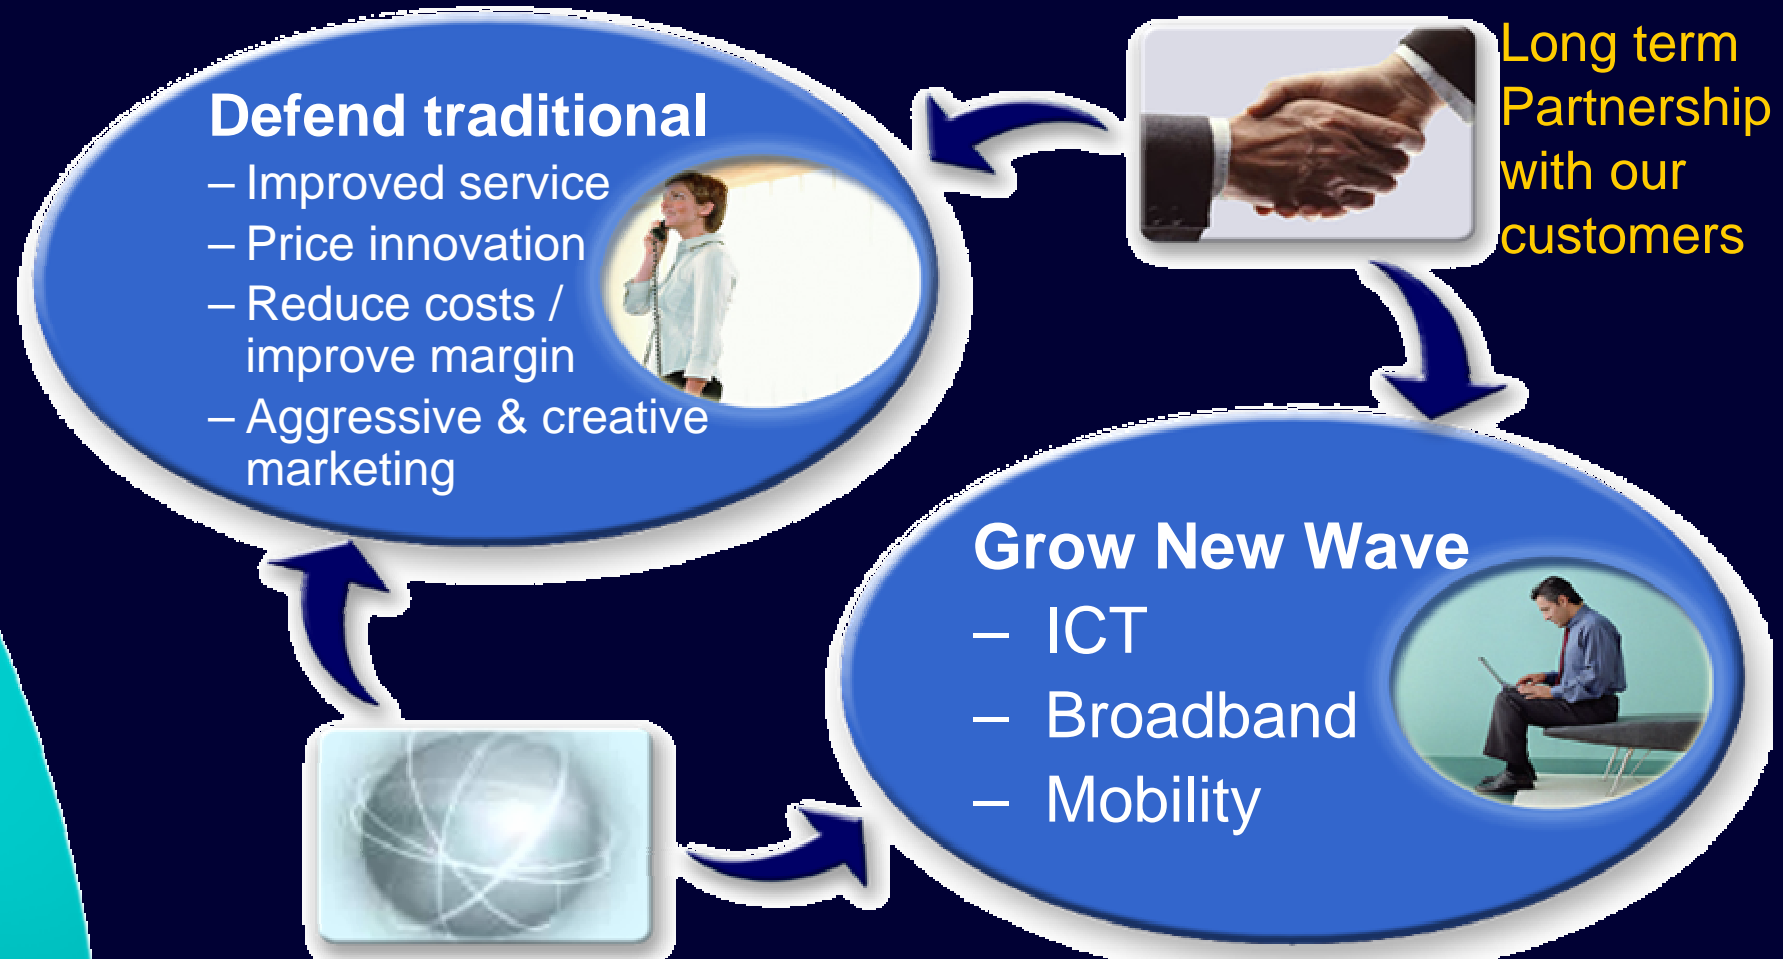 Defend traditional
– Improved service
– Price innovation
– Reduce costs /
improve margin
– Aggressive & creative
marketing
Long term
Partnership
with our
customers
Grow New Wave
– ICT
– Broadband
– Mobility